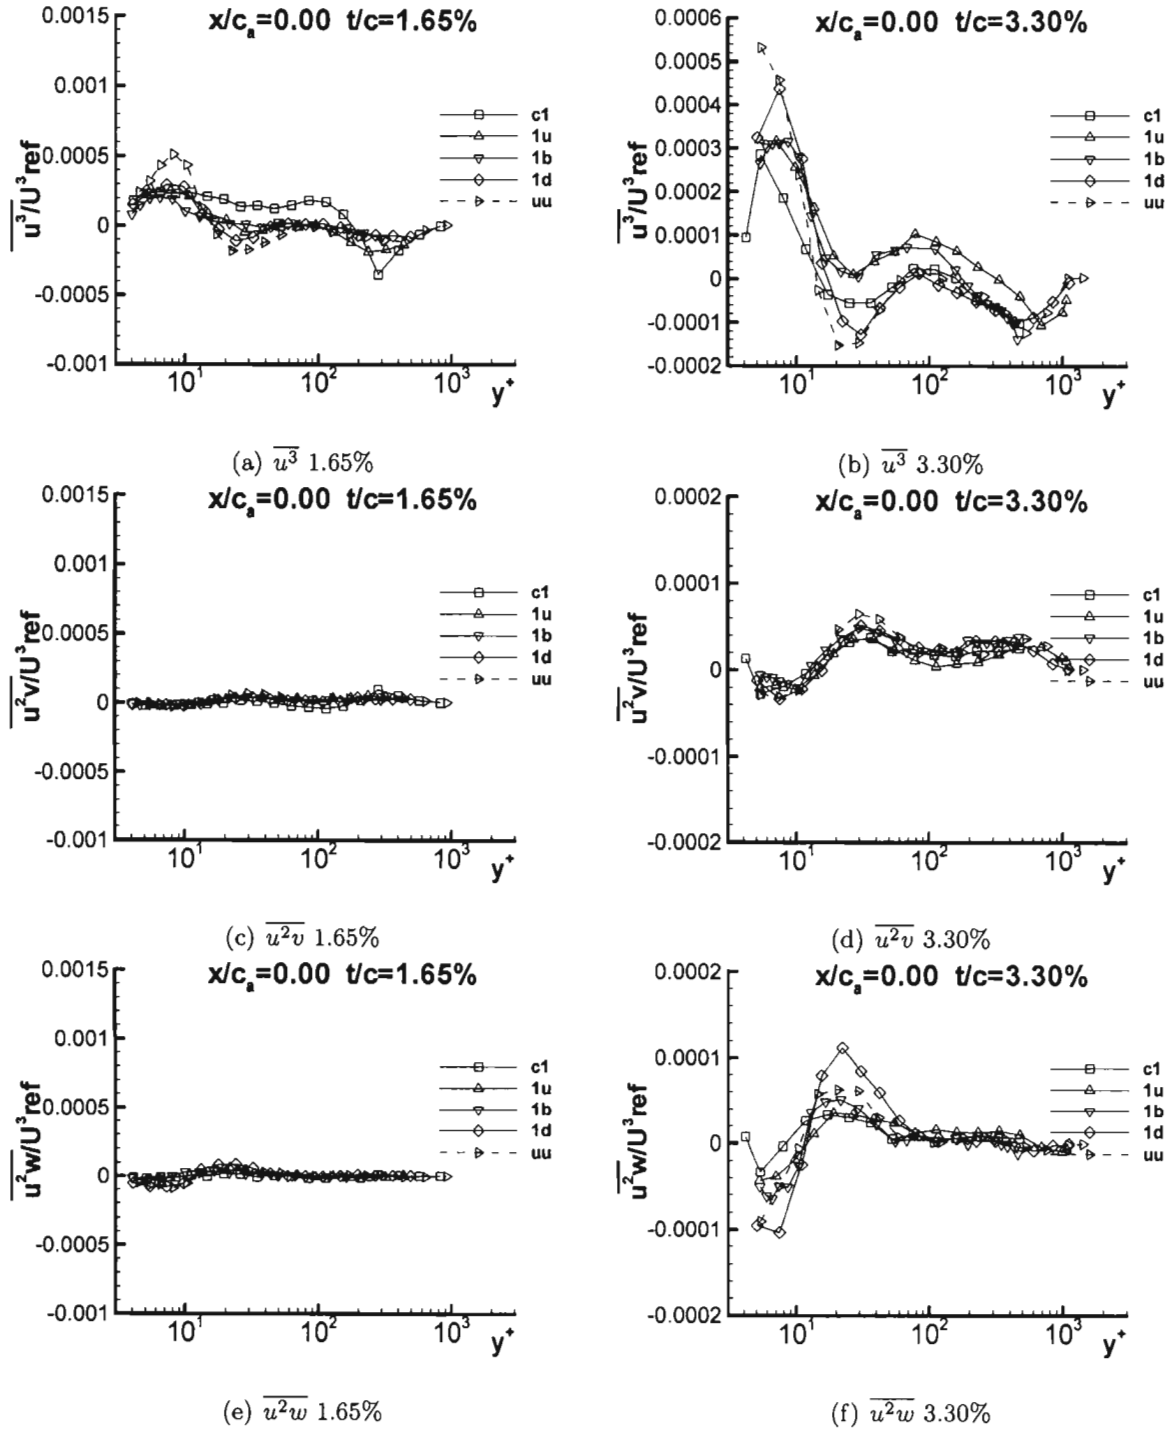 0.0015
x/cₐ=0.00 t/c=1.65%
0.001
0.0005
0
-0.0005
-0.001
u³/U³ref
c1
1u
1b
1d
uu
10¹
10²
10³
y⁺
(a) u³ 1.65%
0.0006
x/cₐ=0.00 t/c=3.30%
0.0005
0.0004
0.0003
0.0002
0.0001
0
-0.0001
-0.0002
u³/U³ref
c1
1u
1b
1d
uu
10¹
10²
10³
y⁺
(b) u³ 3.30%
0.0015
x/cₐ=0.00 t/c=1.65%
0.001
0.0005
0
-0.0005
-0.001
u²v/U³ref
c1
1u
1b
1d
uu
10¹
10²
10³
y⁺
(c) u²v 1.65%
0.0002
x/cₐ=0.00 t/c=3.30%
0.0001
0
-0.0001
-0.0002
u²v/U³ref
c1
1u
1b
1d
uu
10¹
10²
10³
y⁺
(d) u²v 3.30%
0.0015
x/cₐ=0.00 t/c=1.65%
0.001
0.0005
0
-0.0005
-0.001
u²w/U³ref
c1
1u
1b
1d
uu
10¹
10²
10³
y⁺
(e) u²w 1.65%
0.0002
x/cₐ=0.00 t/c=3.30%
0.0001
0
-0.0001
-0.0002
u²w/U³ref
c1
1u
1b
1d
uu
10¹
10²
10³
y⁺
(f) u²w 3.30%